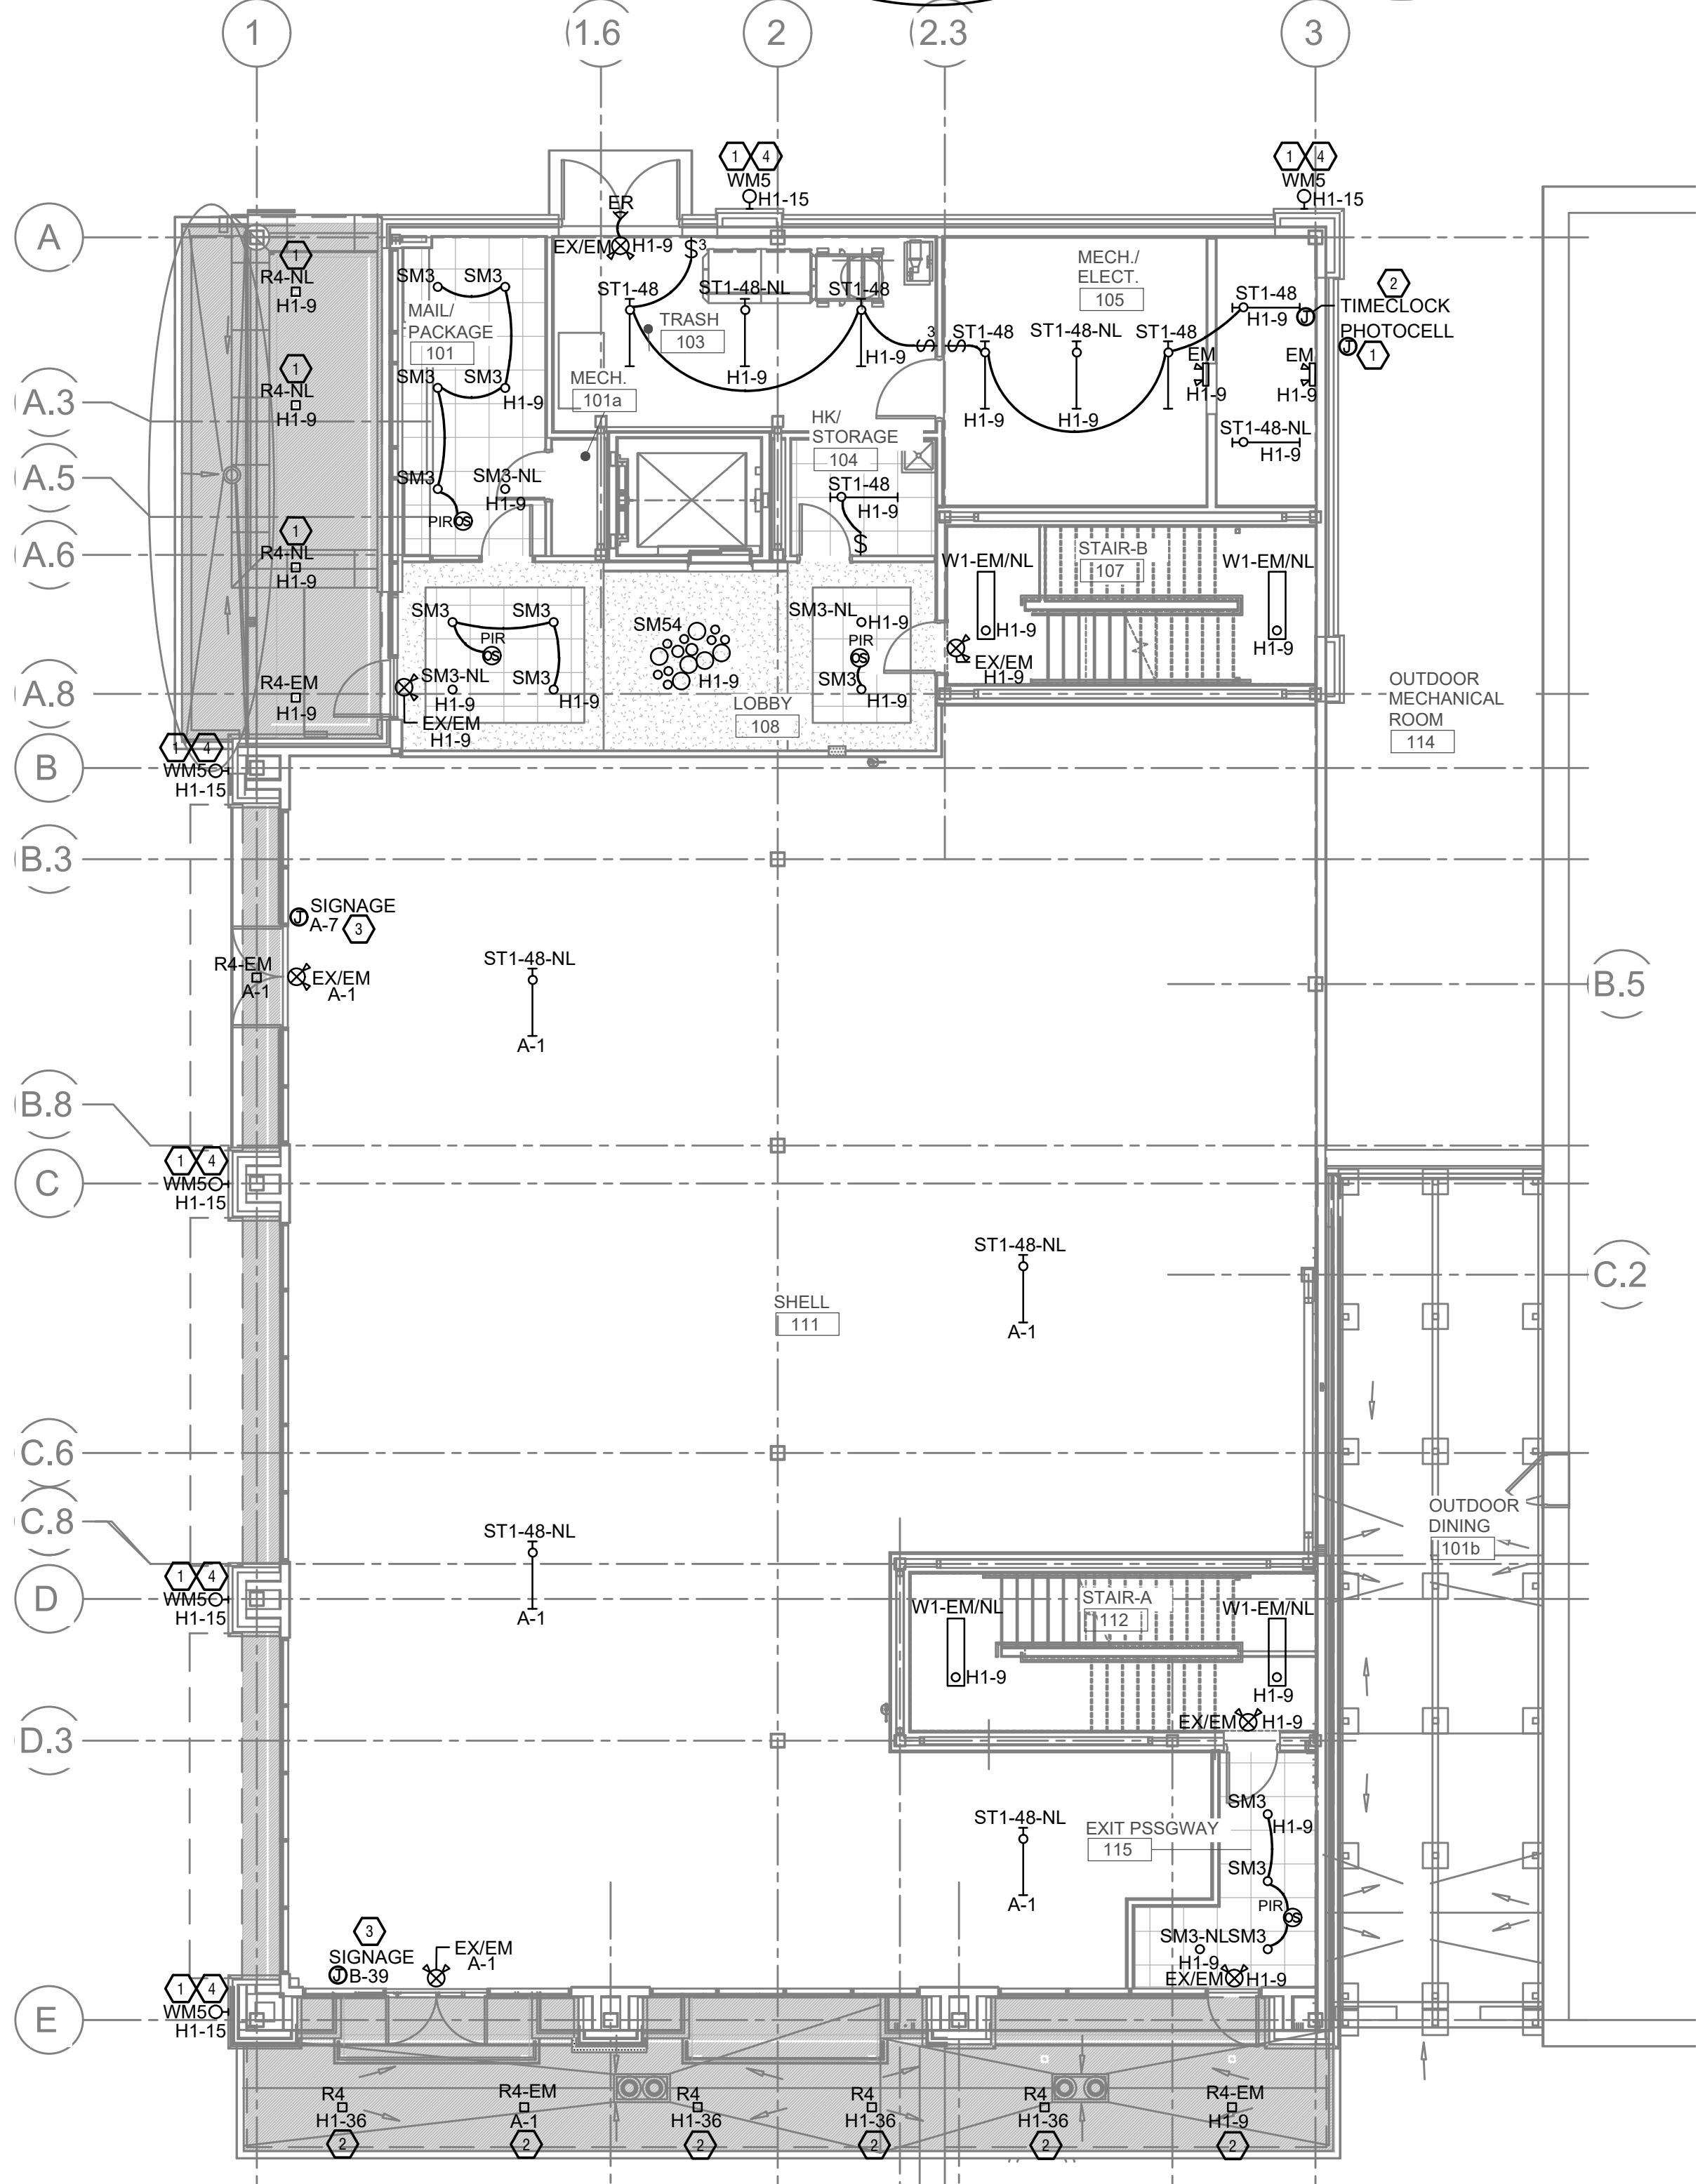 1
1.6
2
2.3
3
1 4
WM5
H1-15
1 4
WM5
H1-15
A
ER
EX/EM
H1-9
3
1
R4-NL
H1-9
SM3
SM3
MAIL/
PACKAGE
101
ST1-48
ST1-48-NL
ST1-48
TRASH
103
H1-9
H1-9
3
MECH./
ELECT.
105
ST1-48
H1-9
J
2
TIMECLOCK
PHOTOCELL
J
1
ST1-48
ST1-48-NL
ST1-48
EM
H1-9
EM
H1-9
H1-9
H1-9
H1-9
A.3
1
R4-NL
H1-9
SM3
SM3
H1-9
MECH.
101a
HK/
STORAGE
104
ST1-48-NL
H1-9
A.5
SM3
SM3-NL
H1-9
PIR
OS
ST1-48
H1-9
A.6
1
R4-NL
H1-9
STAIR-B
107
W1-EM/NL
H1-9
W1-EM/NL
H1-9
SM3
SM3
PIR
OS
SM3
H1-9
SM54
H1-9
SM3-NL
H1-9
PIR
OS
SM3
H1-9
EX/EM
H1-9
A.8
R4-EM
H1-9
SM3-NL
H1-9
EX/EM
H1-9
LOBBY
108
OUTDOOR
MECHANICAL
ROOM
114
B
1 4
WM5
H1-15
B.3
J
SIGNAGE
A-7
3
R4-EM
A-1
EX/EM
A-1
ST1-48-NL
A-1
B.5
B.8
C
1 4
WM5
H1-15
ST1-48-NL
A-1
C.2
SHELL
111
C.6
C.8
ST1-48-NL
A-1
OUTDOOR
DINING
101b
D
1 4
WM5
H1-15
STAIR-A
112
W1-EM/NL
H1-9
W1-EM/NL
H1-9
EX/EM
H1-9
D.3
ST1-48-NL
A-1
EXIT PSSGWAY
115
SM3
H1-9
SM3
PIR
OS
SM3-NL
H1-9
SM3
EX/EM
H1-9
3
SIGNAGE
J
B-39
EX/EM
A-1
E
1 4
WM5
H1-15
R4
H1-36
2
R4-EM
A-1
2
R4
H1-36
2
R4
H1-36
2
R4
H1-36
2
R4-EM
H1-9
2